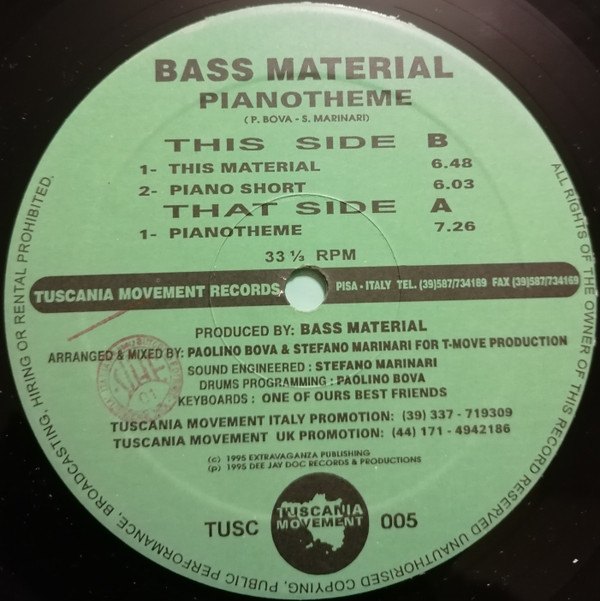 BASS MATERIAL
PIANOTHEME
( P. BOVA - S. MARINARI)
THIS SIDE B
1- THIS MATERIAL 6.48
2- PIANO SHORT 6.03
THAT SIDE A
1- PIANOTHEME 7.26
33 ⅓ RPM
TUSCANIA MOVEMENT RECORDS, PISA - ITALY TEL. (39)587/734189 FAX (39)587/734169
PRODUCED BY: BASS MATERIAL
ARRANGED & MIXED BY: PAOLINO BOVA & STEFANO MARINARI FOR T-MOVE PRODUCTION
SOUND ENGINEERED : STEFANO MARINARI
DRUMS PROGRAMMING : PAOLINO BOVA
KEYBOARDS : ONE OF OURS BEST FRIENDS
TUSCANIA MOVEMENT ITALY PROMOTION: (39) 337 - 719309
TUSCANIA MOVEMENT UK PROMOTION: (44) 171 - 4942186
(c) 1995 EXTRAVAGANZA PUBLISHING
(p) 1995 DEE JAY DOC RECORDS & PRODUCTIONS
TUSC 005
TUSCANIA
MOVEMENT
ALL RIGHTS OF THE OWNER OF THIS RECORD RESERVED UNAUTHORISED COPYING, PUBLIC PERFORMANCE, BROADCASTING, HIRING OR RENTAL PROHIBITED.